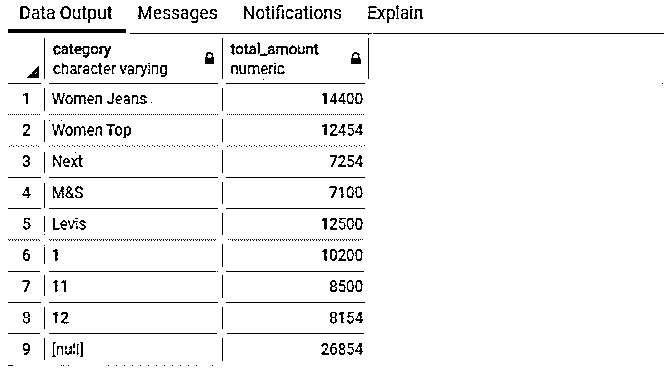 Data Output Messages Notifications Explain
category total_amount
character varying numeric
1 Women Jeans 14400
2 Women Top 12454
3 Next 7254
4 M&S 7100
5 Levis 12500
6 1 10200
7 11 8500
8 12 8154
9 [null] 26854